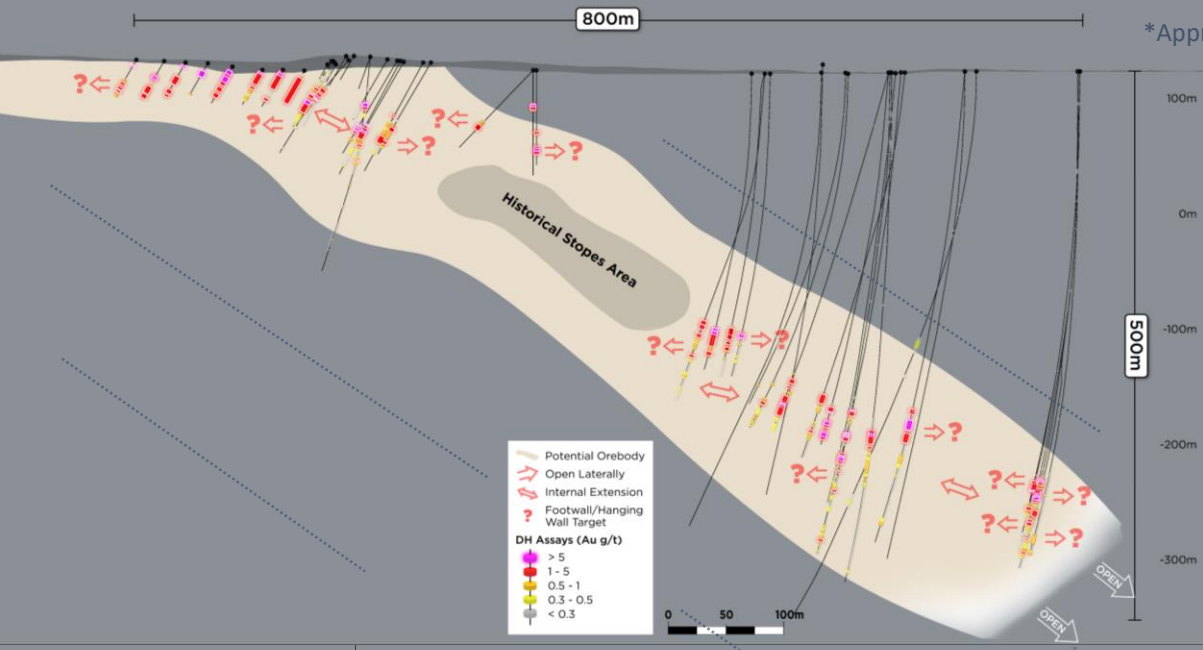 800m
*Appr
100m
0m
-100m
-200m
-300m
500m
? ?
? ?
? ?
Historical Stopes Area
? ?
?
?
? ?
? ?
OPEN
OPEN
Potential Orebody
Open Laterally
Internal Extension
? Footwall/Hanging
Wall Target
DH Assays (Au g/t)
> 5
1 - 5
0.5 - 1
0.3 - 0.5
< 0.3
0 50 100m